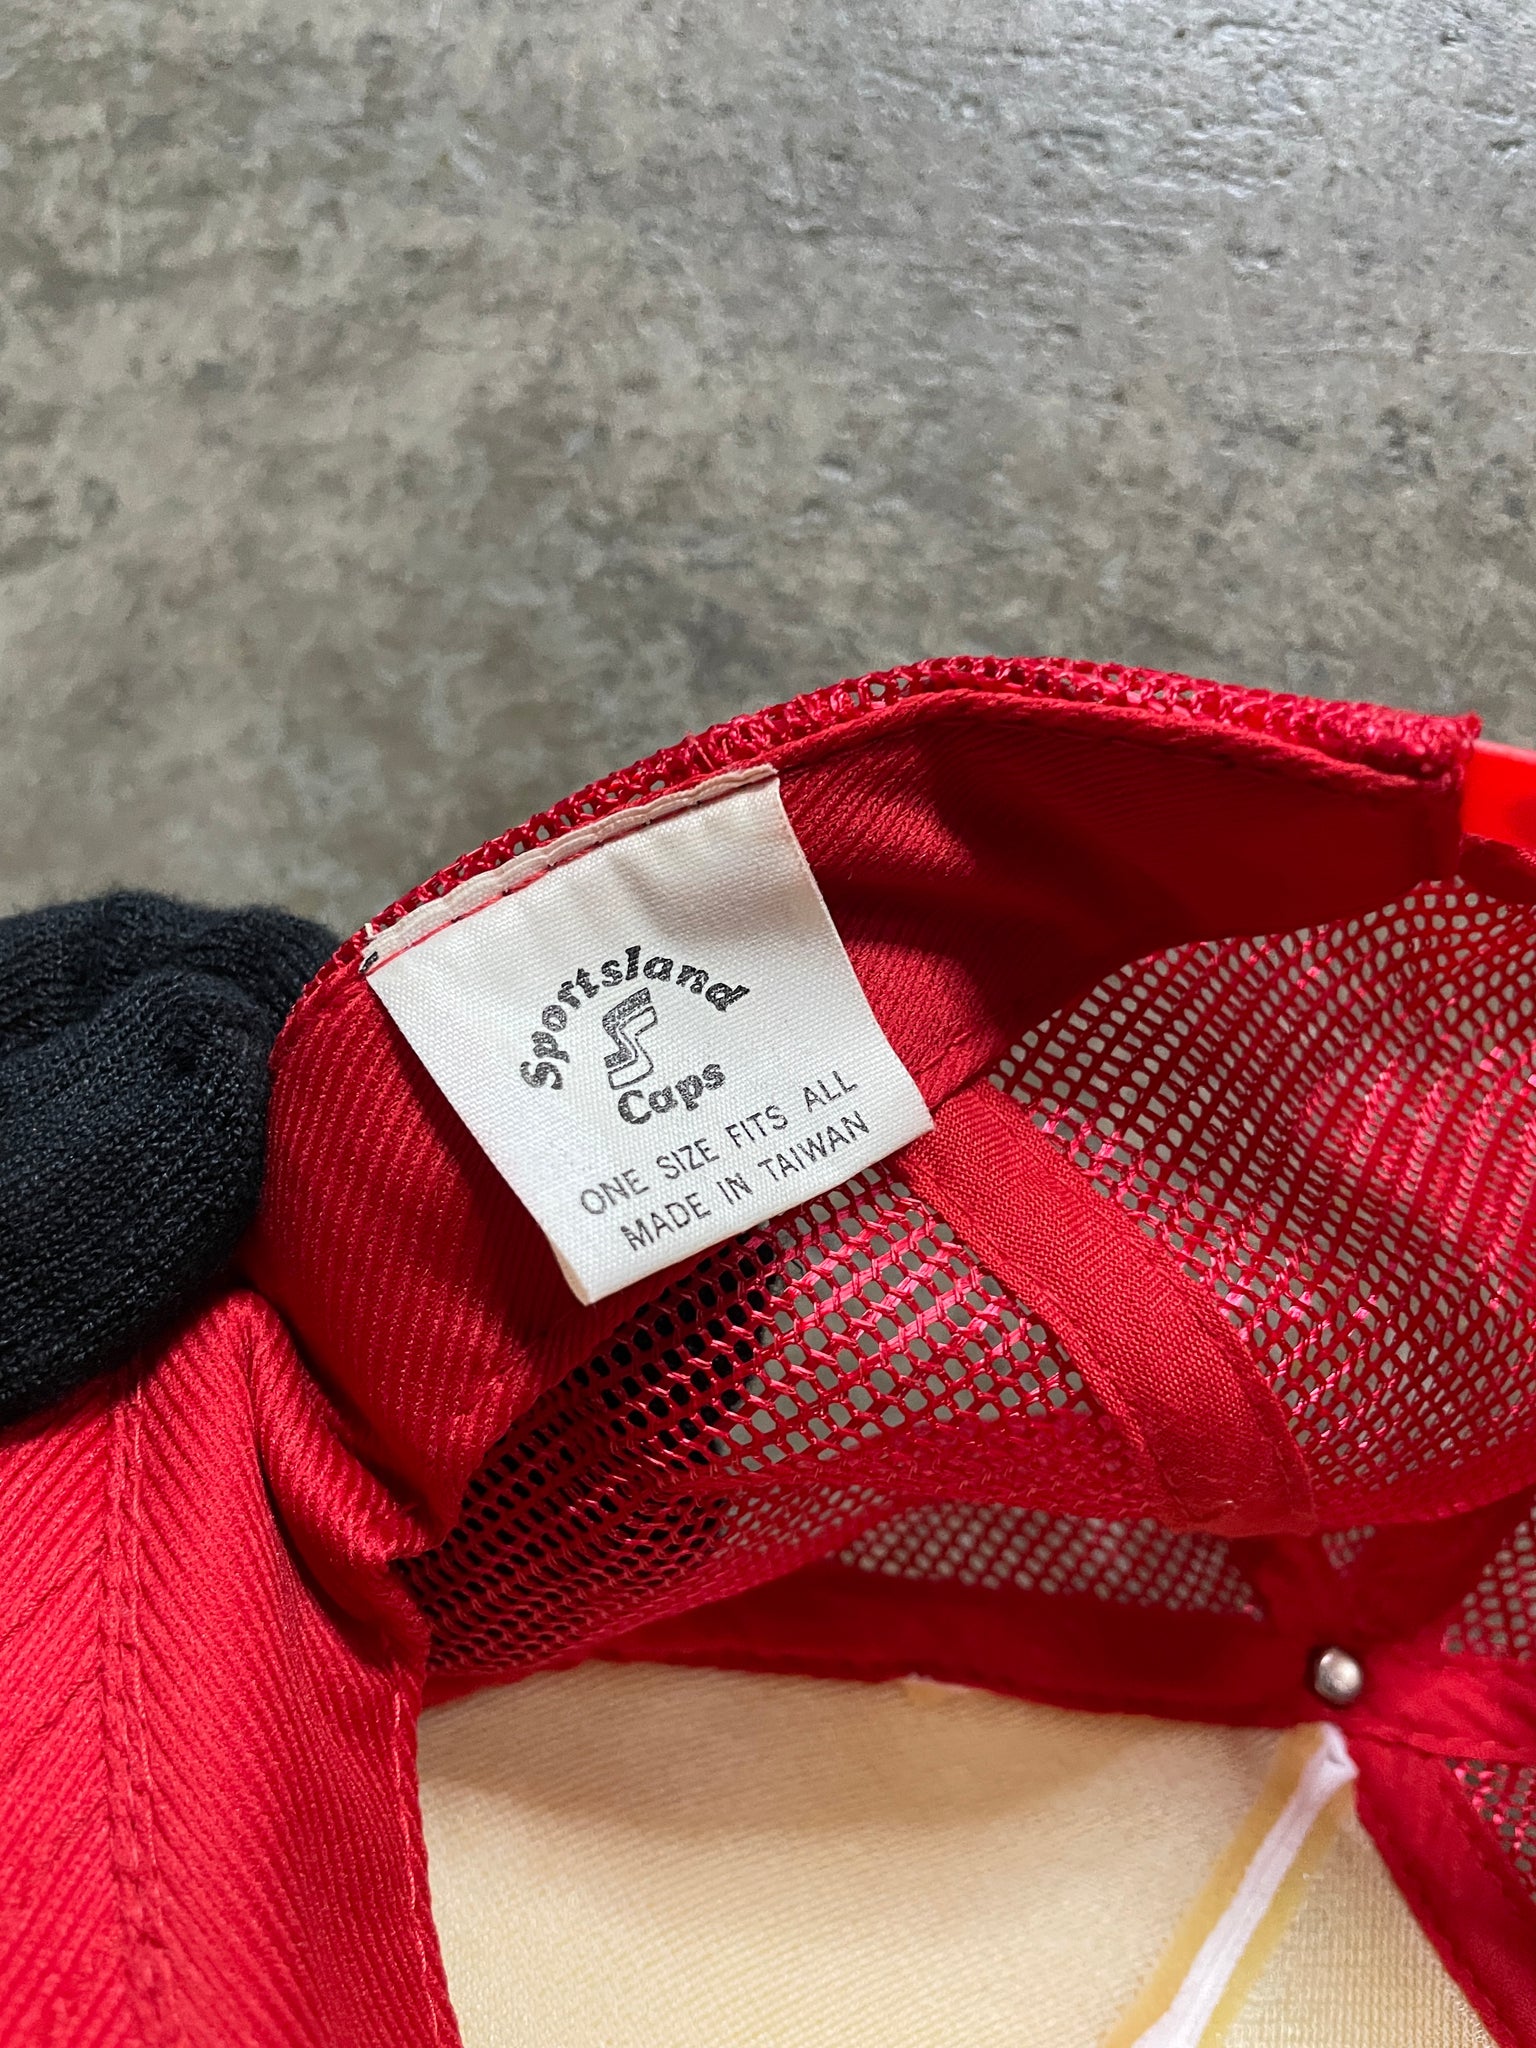 Sportsland
S
Caps
ONE SIZE FITS ALL
MADE IN TAIWAN